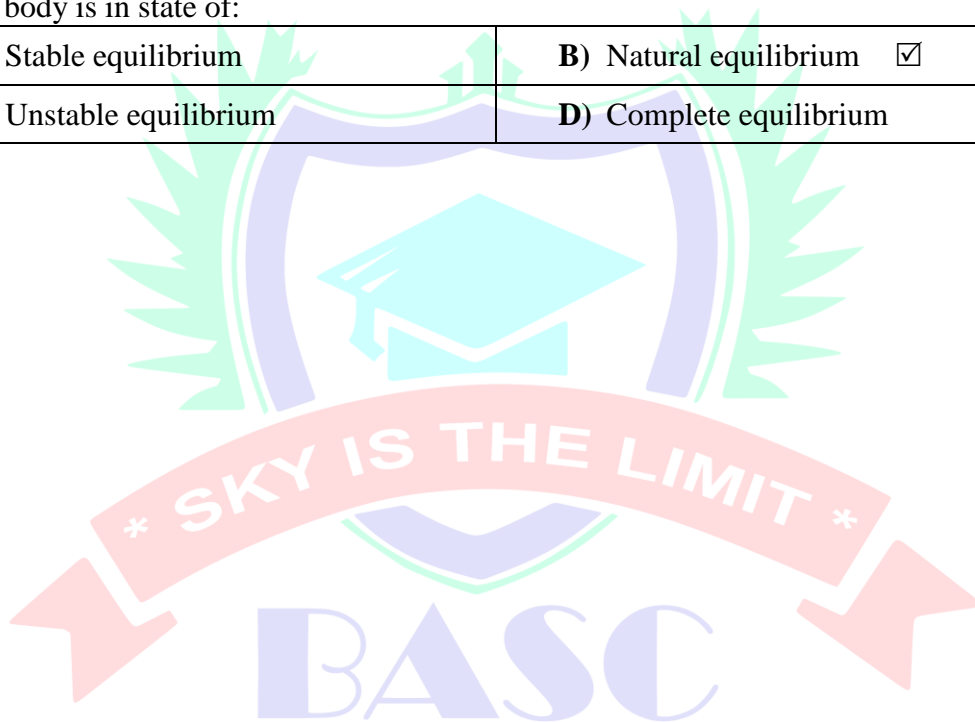 body is in state of:
Stable equilibrium B) Natural equilibrium ☑
Unstable equilibrium D) Complete equilibrium
* SKY IS THE LIMIT *
BASC